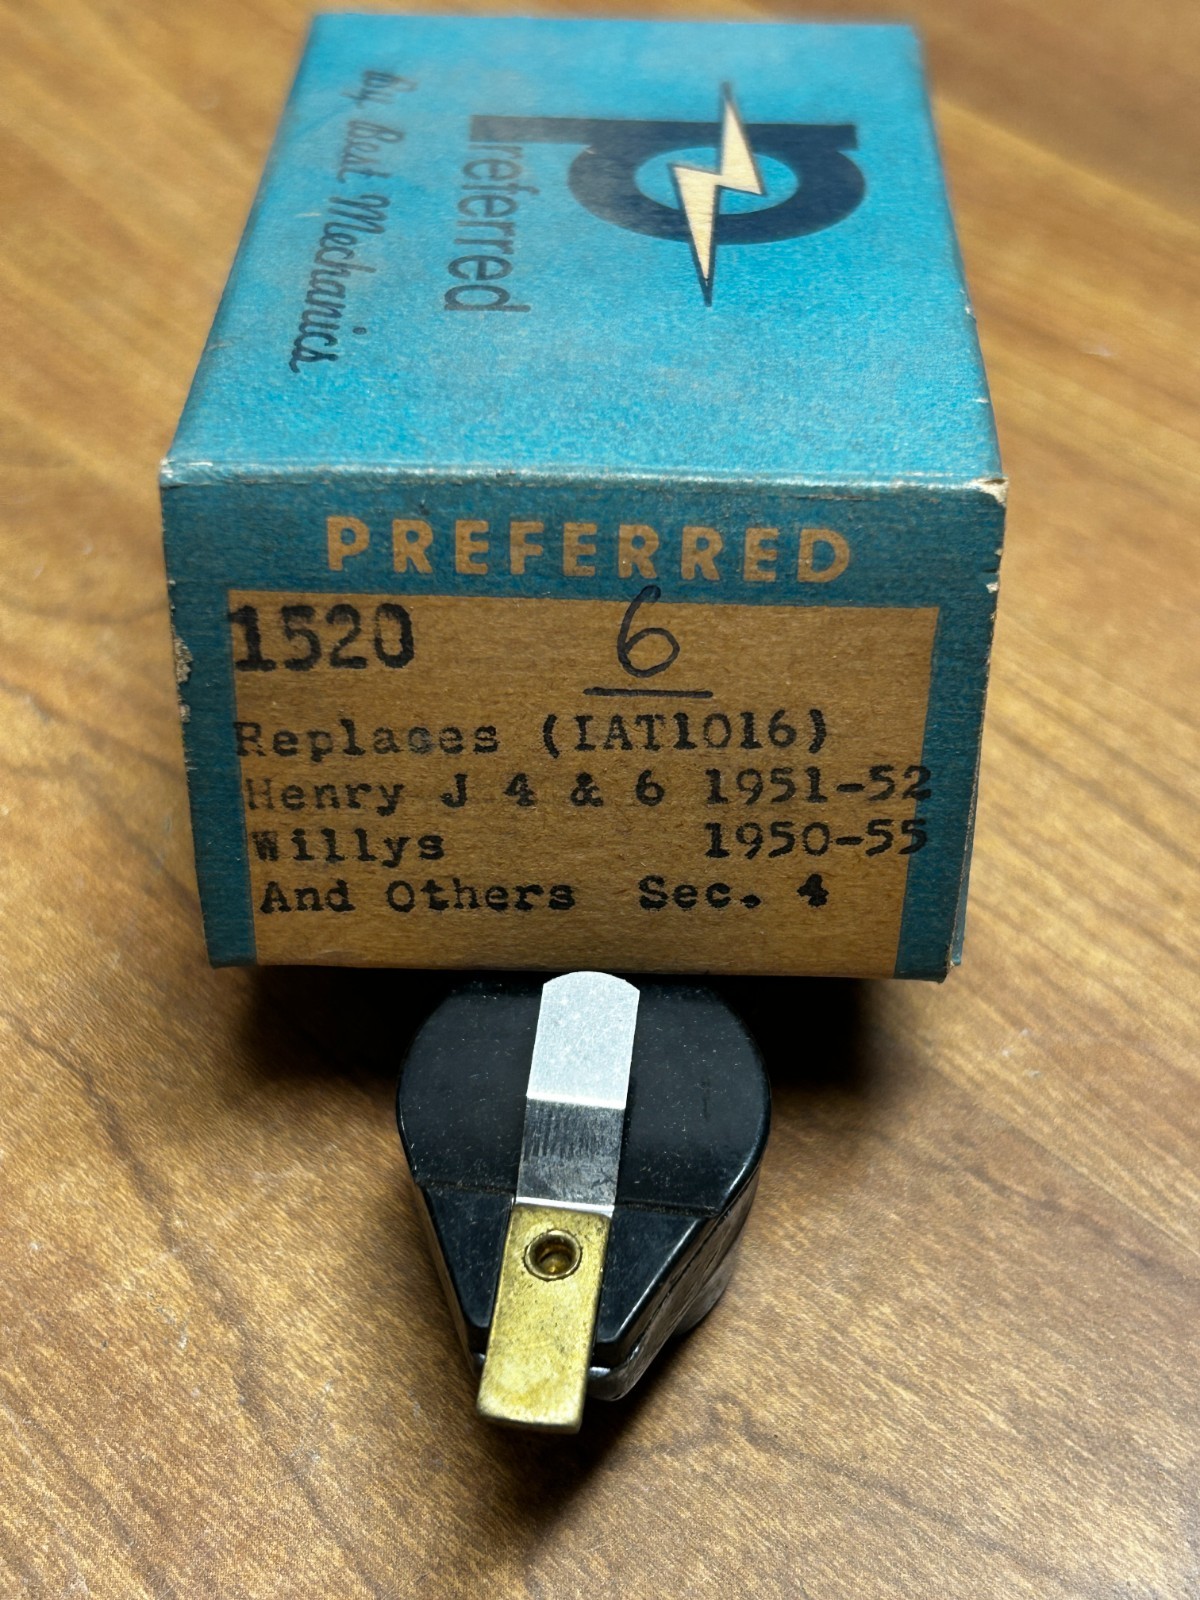 Preferred
by Best Mechanics
PREFERRED
1520 6
Replaces (IAT1016)
Henry J 4 & 6 1951-52
Willys 1950-55
And Others Sec. 4